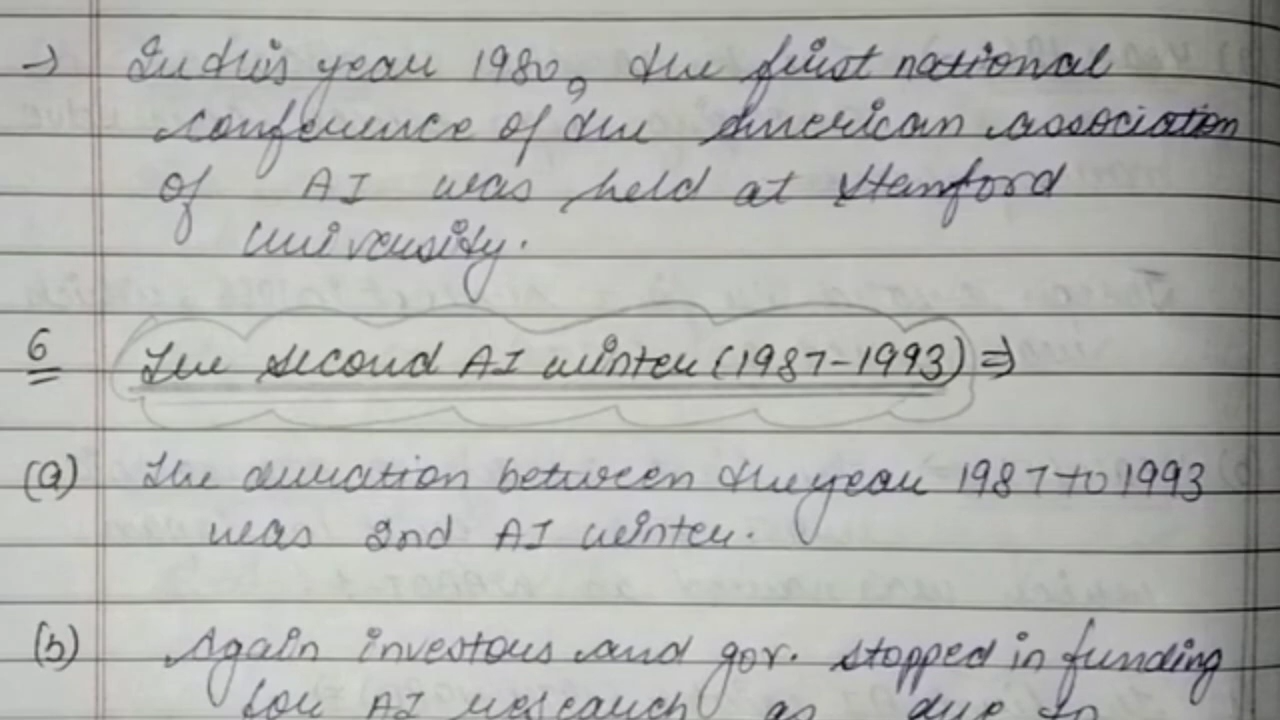 → In this year 1980, the first national
conference of the American association
of AI was held at Stanford
university.
6 The second AI winter (1987-1993) ⇒
(a) The duration between the year 1987 to 1993
was 2nd AI winter.
(b) Again investors and gov. stopped in funding
for AI research as due to